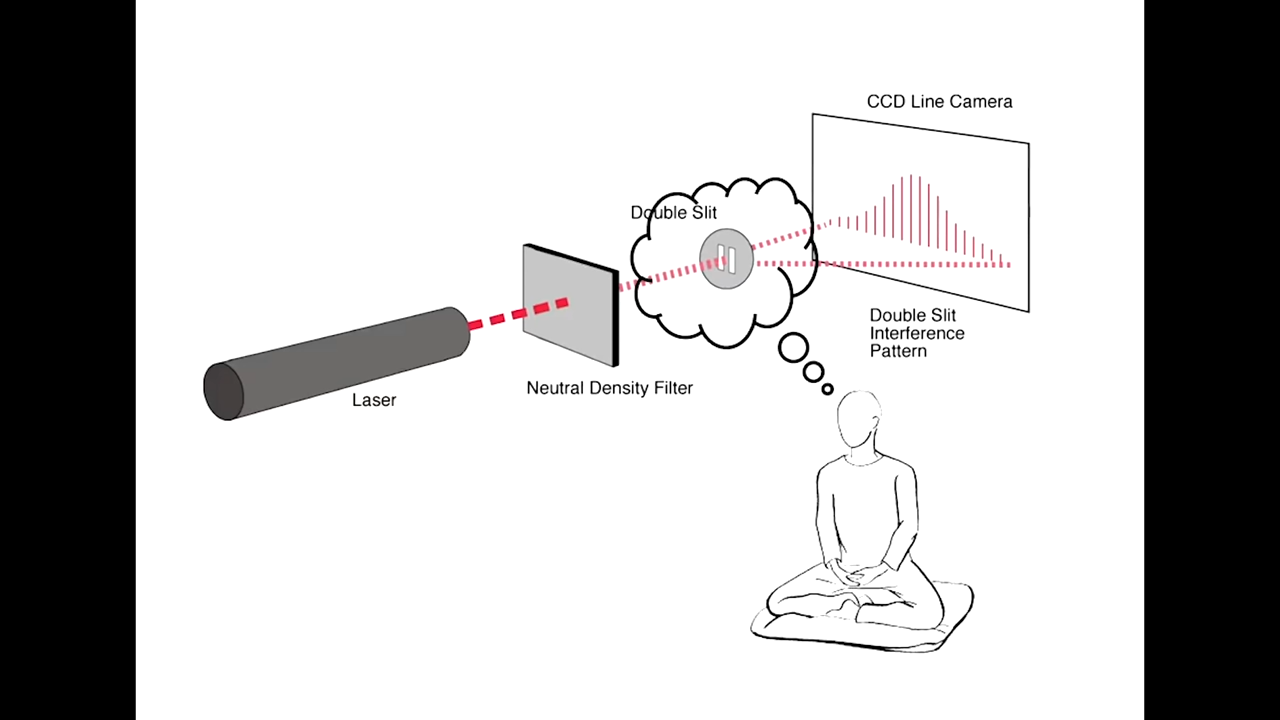 CCD Line Camera
Double Slit
Neutral Density Filter
Laser
Double Slit
Interference
Pattern